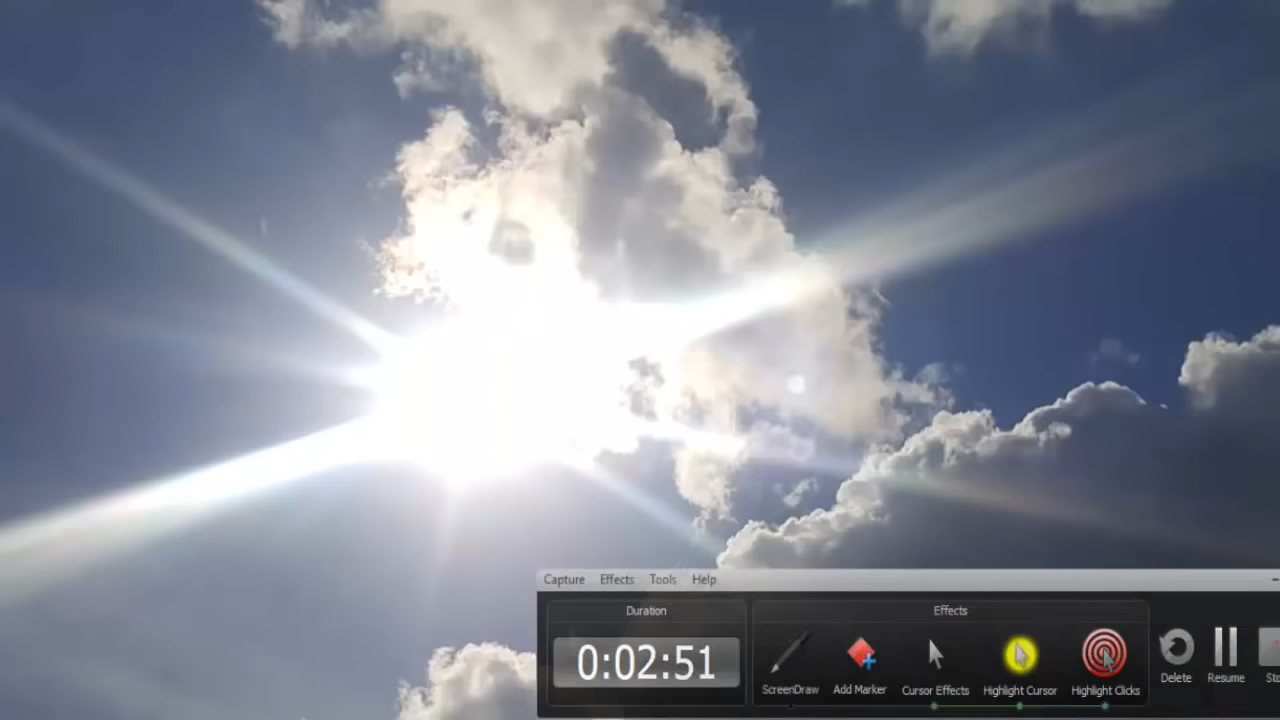 Capture Effects Tools Help
Duration
Effects
0:02:51
ScreenDraw
Add Marker
Cursor Effects
Highlight Cursor
Highlight Clicks
Delete
Resume